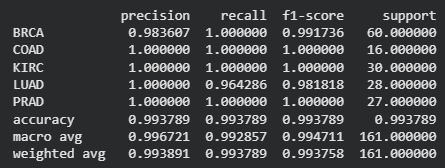 precision recall f1-score support
BRCA 0.983607 1.000000 0.991736 60.000000
COAD 1.000000 1.000000 1.000000 16.000000
KIRC 1.000000 1.000000 1.000000 30.000000
LUAD 1.000000 0.964286 0.981818 28.000000
PRAD 1.000000 1.000000 1.000000 27.000000
accuracy 0.993789 0.993789 0.993789 0.993789
macro avg 0.996721 0.992857 0.994711 161.000000
weighted avg 0.993891 0.993789 0.993758 161.000000